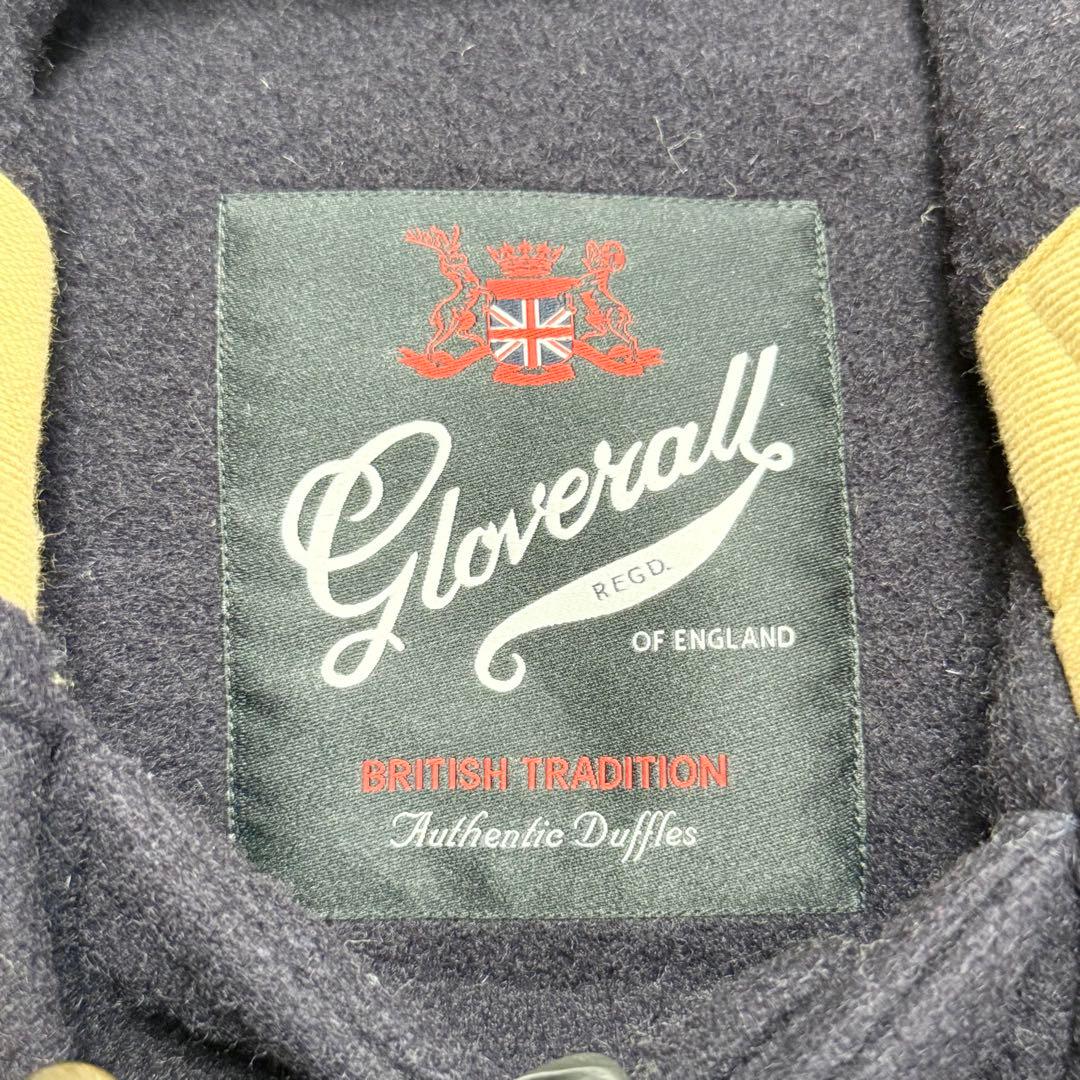 Gloverall
REGD.
OF ENGLAND
BRITISH TRADITION
Authentic Duffles